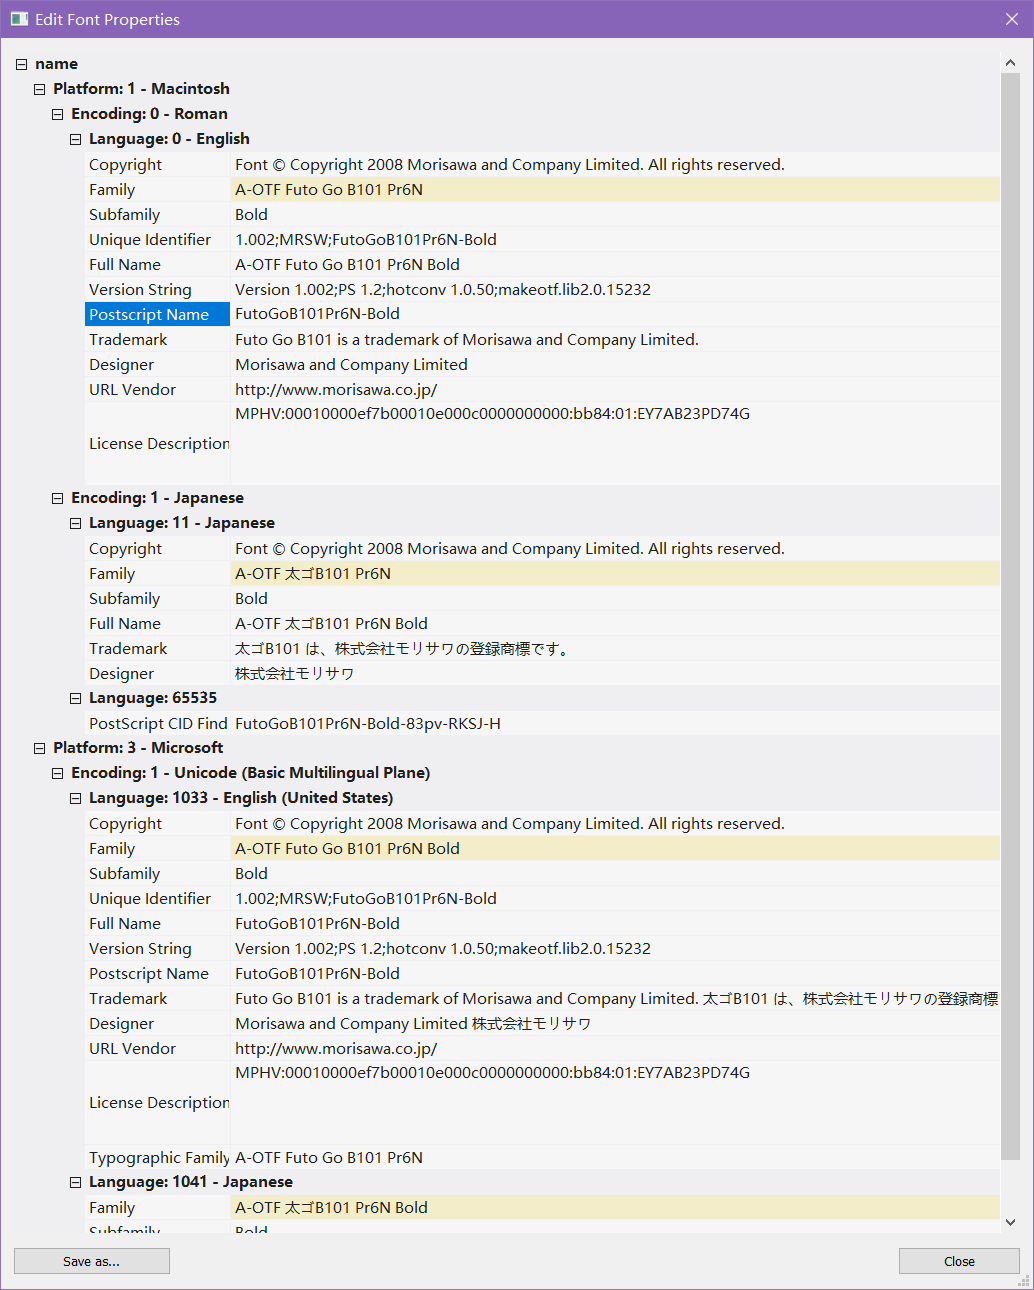 Edit Font Properties
name
Platform: 1 - Macintosh
Encoding: 0 - Roman
Language: 0 - English
Copyright Font © Copyright 2008 Morisawa and Company Limited. All rights reserved.
Family A-OTF Futo Go B101 Pr6N
Subfamily Bold
Unique Identifier 1.002;MRSW;FutoGoB101Pr6N-Bold
Full Name A-OTF Futo Go B101 Pr6N Bold
Version String Version 1.002;PS 1.2;hotconv 1.0.50;makeotf.lib2.0.15232
Postscript Name FutoGoB101Pr6N-Bold
Trademark Futo Go B101 is a trademark of Morisawa and Company Limited.
Designer Morisawa and Company Limited
URL Vendor http://www.morisawa.co.jp/
MPHV:00010000ef7b00010e000c0000000000:bb84:01:EY7AB23PD74G
License Description
Encoding: 1 - Japanese
Language: 11 - Japanese
Copyright Font © Copyright 2008 Morisawa and Company Limited. All rights reserved.
Family A-OTF 太ゴB101 Pr6N
Subfamily Bold
Full Name A-OTF 太ゴB101 Pr6N Bold
Trademark 太ゴB101 は、株式会社モリサワの登録商標です。
Designer 株式会社モリサワ
Language: 65535
PostScript CID Find FutoGoB101Pr6N-Bold-83pv-RKSJ-H
Platform: 3 - Microsoft
Encoding: 1 - Unicode (Basic Multilingual Plane)
Language: 1033 - English (United States)
Copyright Font © Copyright 2008 Morisawa and Company Limited. All rights reserved.
Family A-OTF Futo Go B101 Pr6N Bold
Subfamily Bold
Unique Identifier 1.002;MRSW;FutoGoB101Pr6N-Bold
Full Name FutoGoB101Pr6N-Bold
Version String Version 1.002;PS 1.2;hotconv 1.0.50;makeotf.lib2.0.15232
Postscript Name FutoGoB101Pr6N-Bold
Trademark Futo Go B101 is a trademark of Morisawa and Company Limited. 太ゴB101 は、株式会社モリサワの登録商標
Designer Morisawa and Company Limited 株式会社モリサワ
URL Vendor http://www.morisawa.co.jp/
MPHV:00010000ef7b00010e000c0000000000:bb84:01:EY7AB23PD74G
License Description
Typographic Family A-OTF Futo Go B101 Pr6N
Language: 1041 - Japanese
Family A-OTF 太ゴB101 Pr6N Bold
Subfamily Bold
Save as... Close